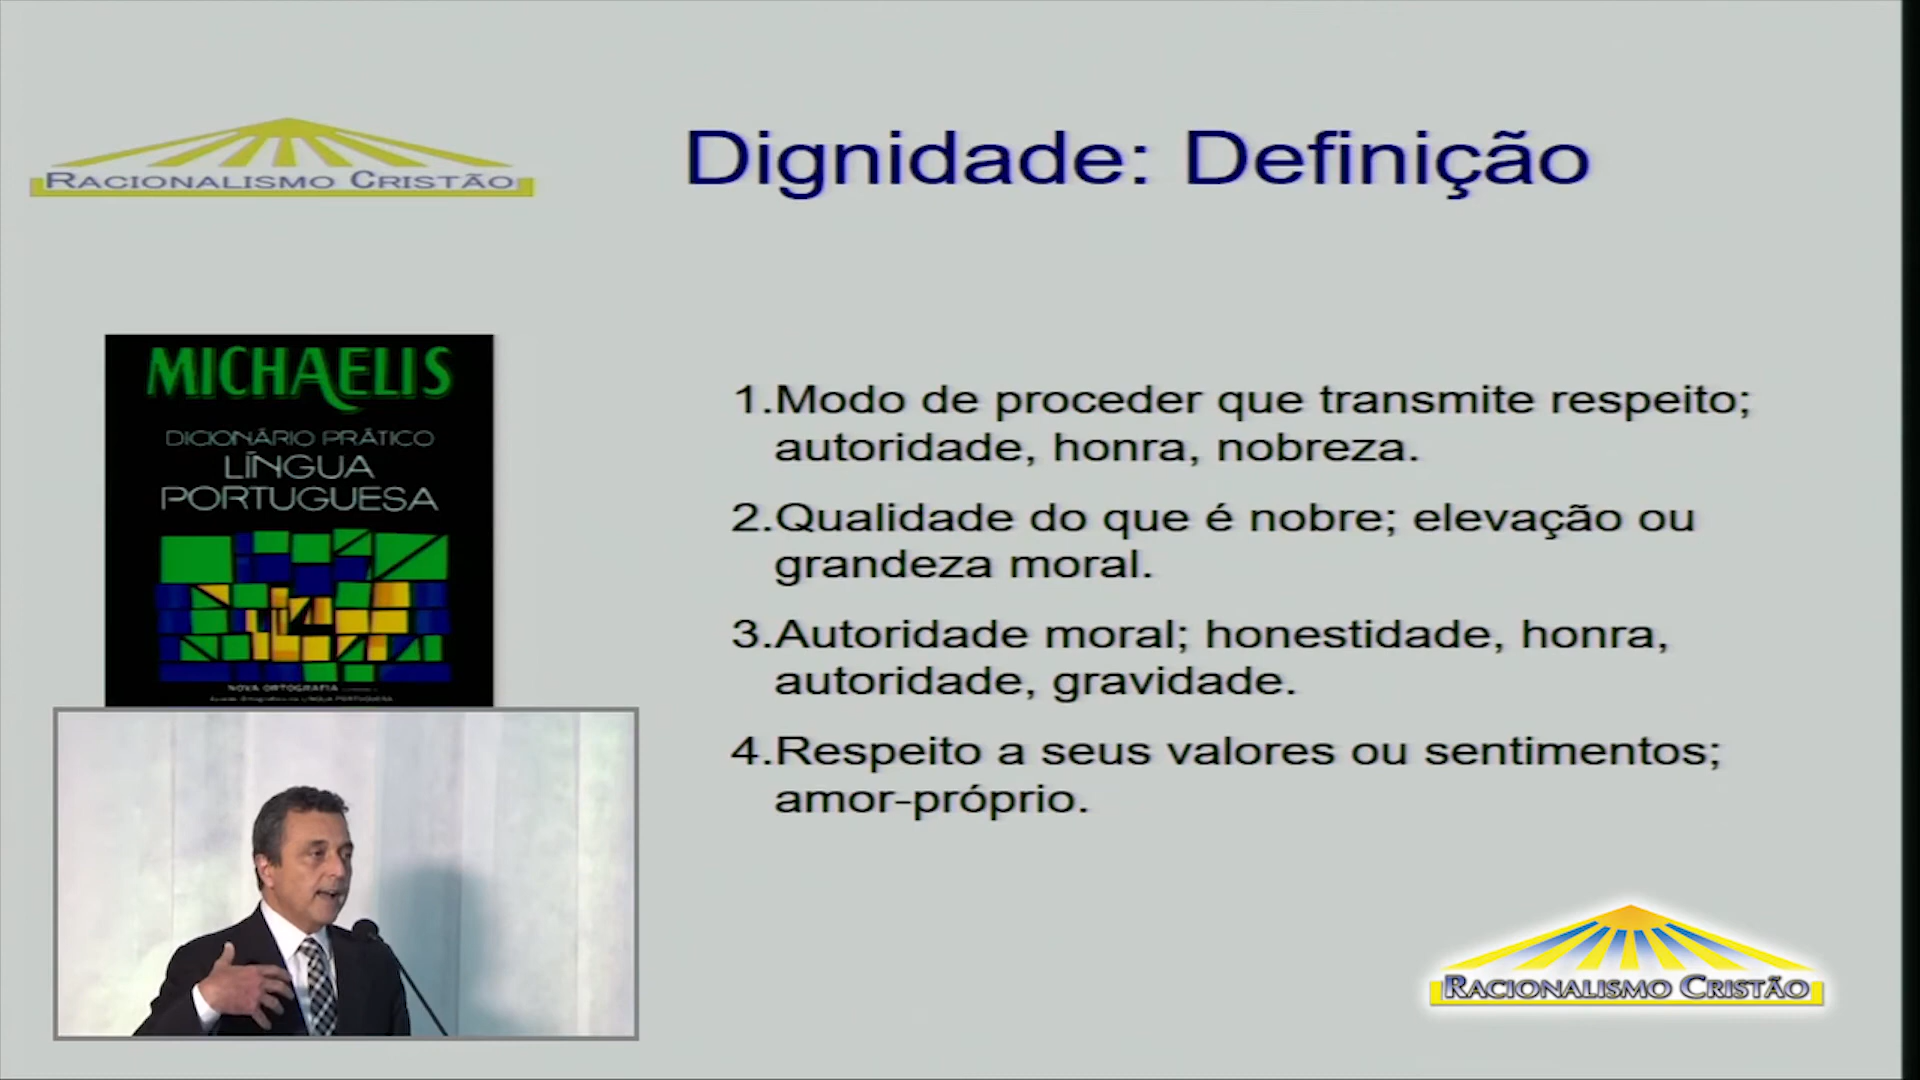 RACIONALISMO CRISTÃO
Dignidade: Definição
MICHAELIS
DICIONÁRIO PRÁTICO
LÍNGUA
PORTUGUESA
NOVA ORTOGRAFIA
1.Modo de proceder que transmite respeito;
autoridade, honra, nobreza.
2.Qualidade do que é nobre; elevação ou
grandeza moral.
3.Autoridade moral; honestidade, honra,
autoridade, gravidade.
4.Respeito a seus valores ou sentimentos;
amor-próprio.
RACIONALISMO CRISTÃO